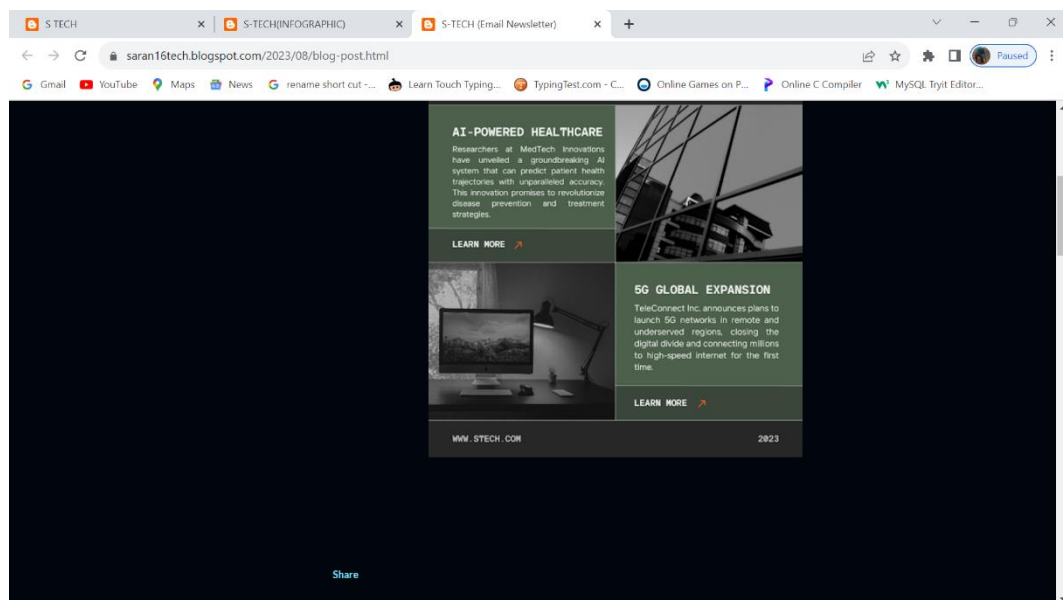 S TECH
S-TECH(INFOGRAPHIC)
S-TECH (Email Newsletter)
saran16tech.blogspot.com/2023/08/blog-post.html
Paused
Gmail
YouTube
Maps
News
rename short cut -...
Learn Touch Typing...
TypingTest.com - C...
Online Games on P...
Online C Compiler
MySQL Tryit Editor...
AI-POWERED HEALTHCARE
Researchers at MedTech Innovations
have unveiled a groundbreaking AI
system that can predict patient health
trajectories with unparalleled accuracy.
This innovation promises to revolutionize
disease prevention and treatment
strategies.
LEARN MORE
5G GLOBAL EXPANSION
TeleConnect Inc. announces plans to
launch 5G networks in remote and
underserved regions, closing the
digital divide and connecting millions
to high-speed internet for the first
time.
LEARN MORE
WWW.STECH.COM
2023
Share